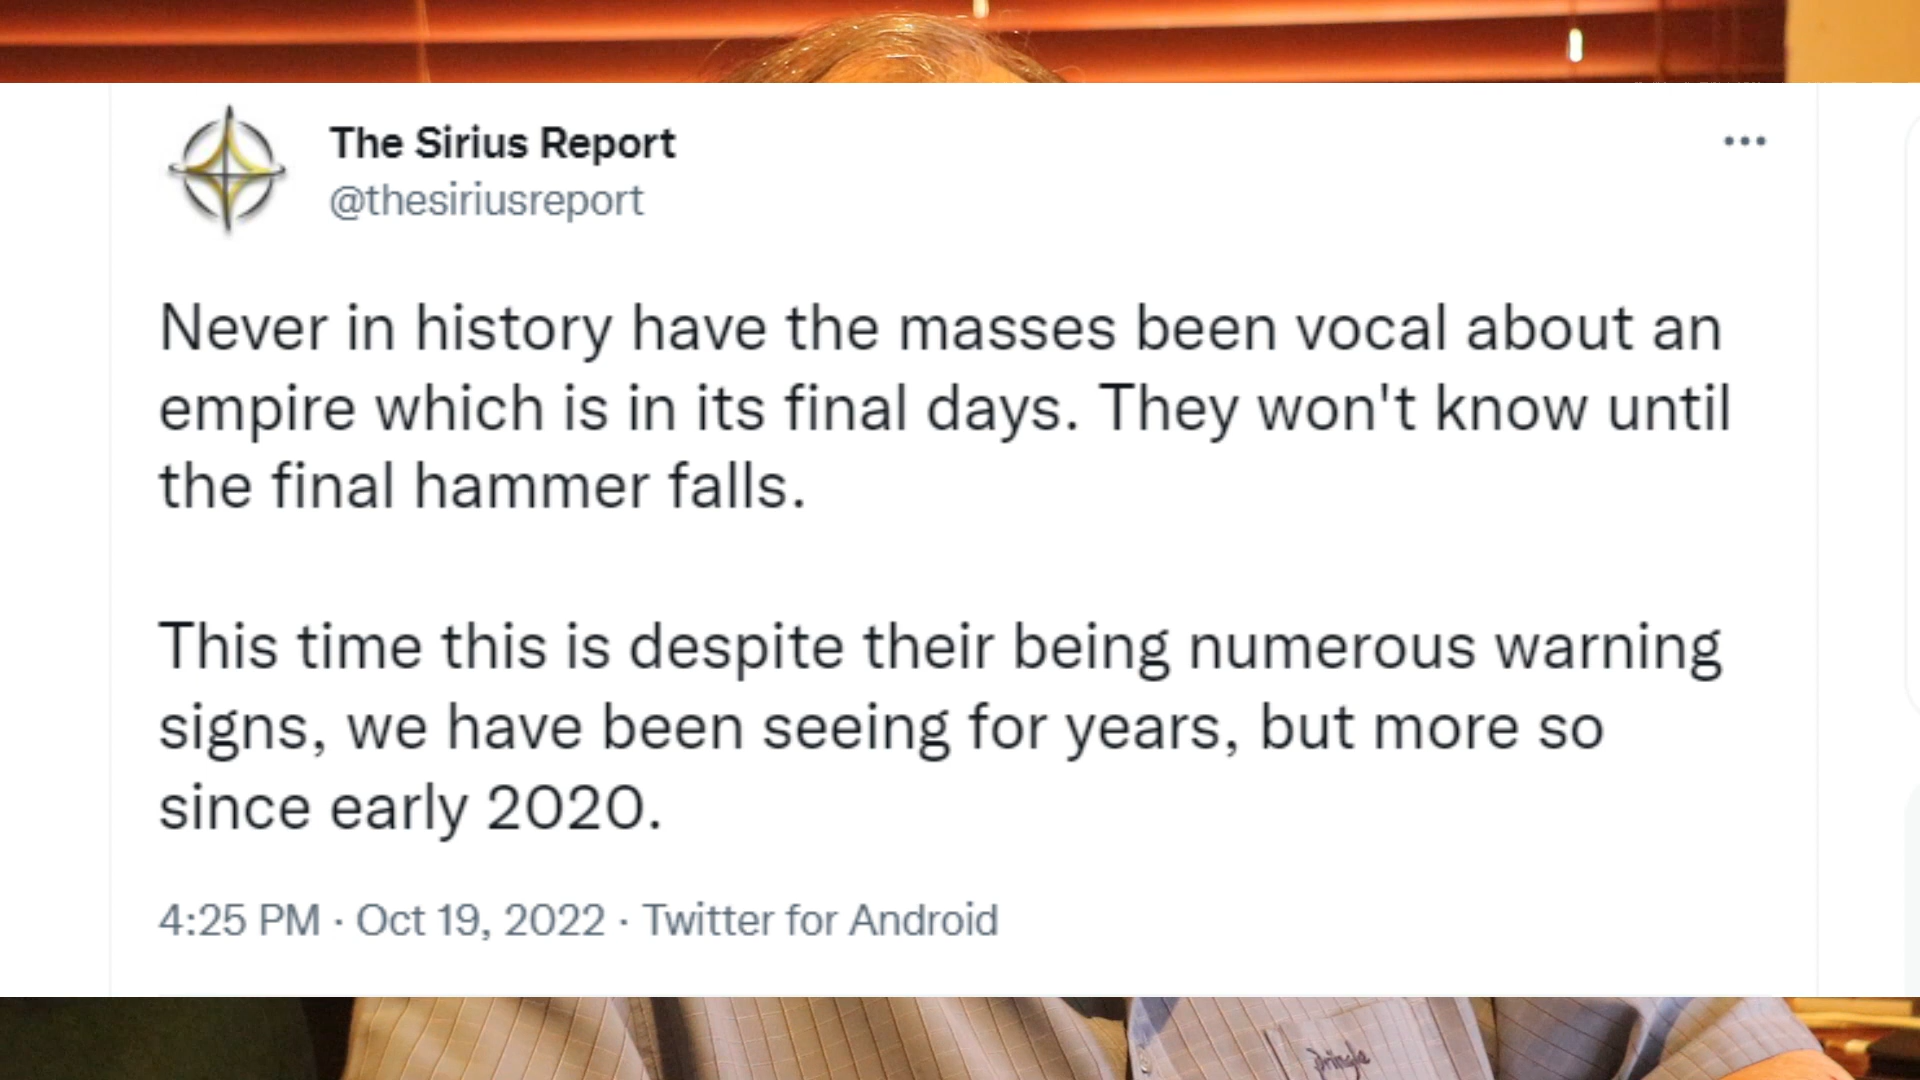 The Sirius Report
@thesiriusreport
Never in history have the masses been vocal about an
empire which is in its final days. They won't know until
the final hammer falls.
This time this is despite their being numerous warning
signs, we have been seeing for years, but more so
since early 2020.
4:25 PM · Oct 19, 2022 · Twitter for Android
pringle